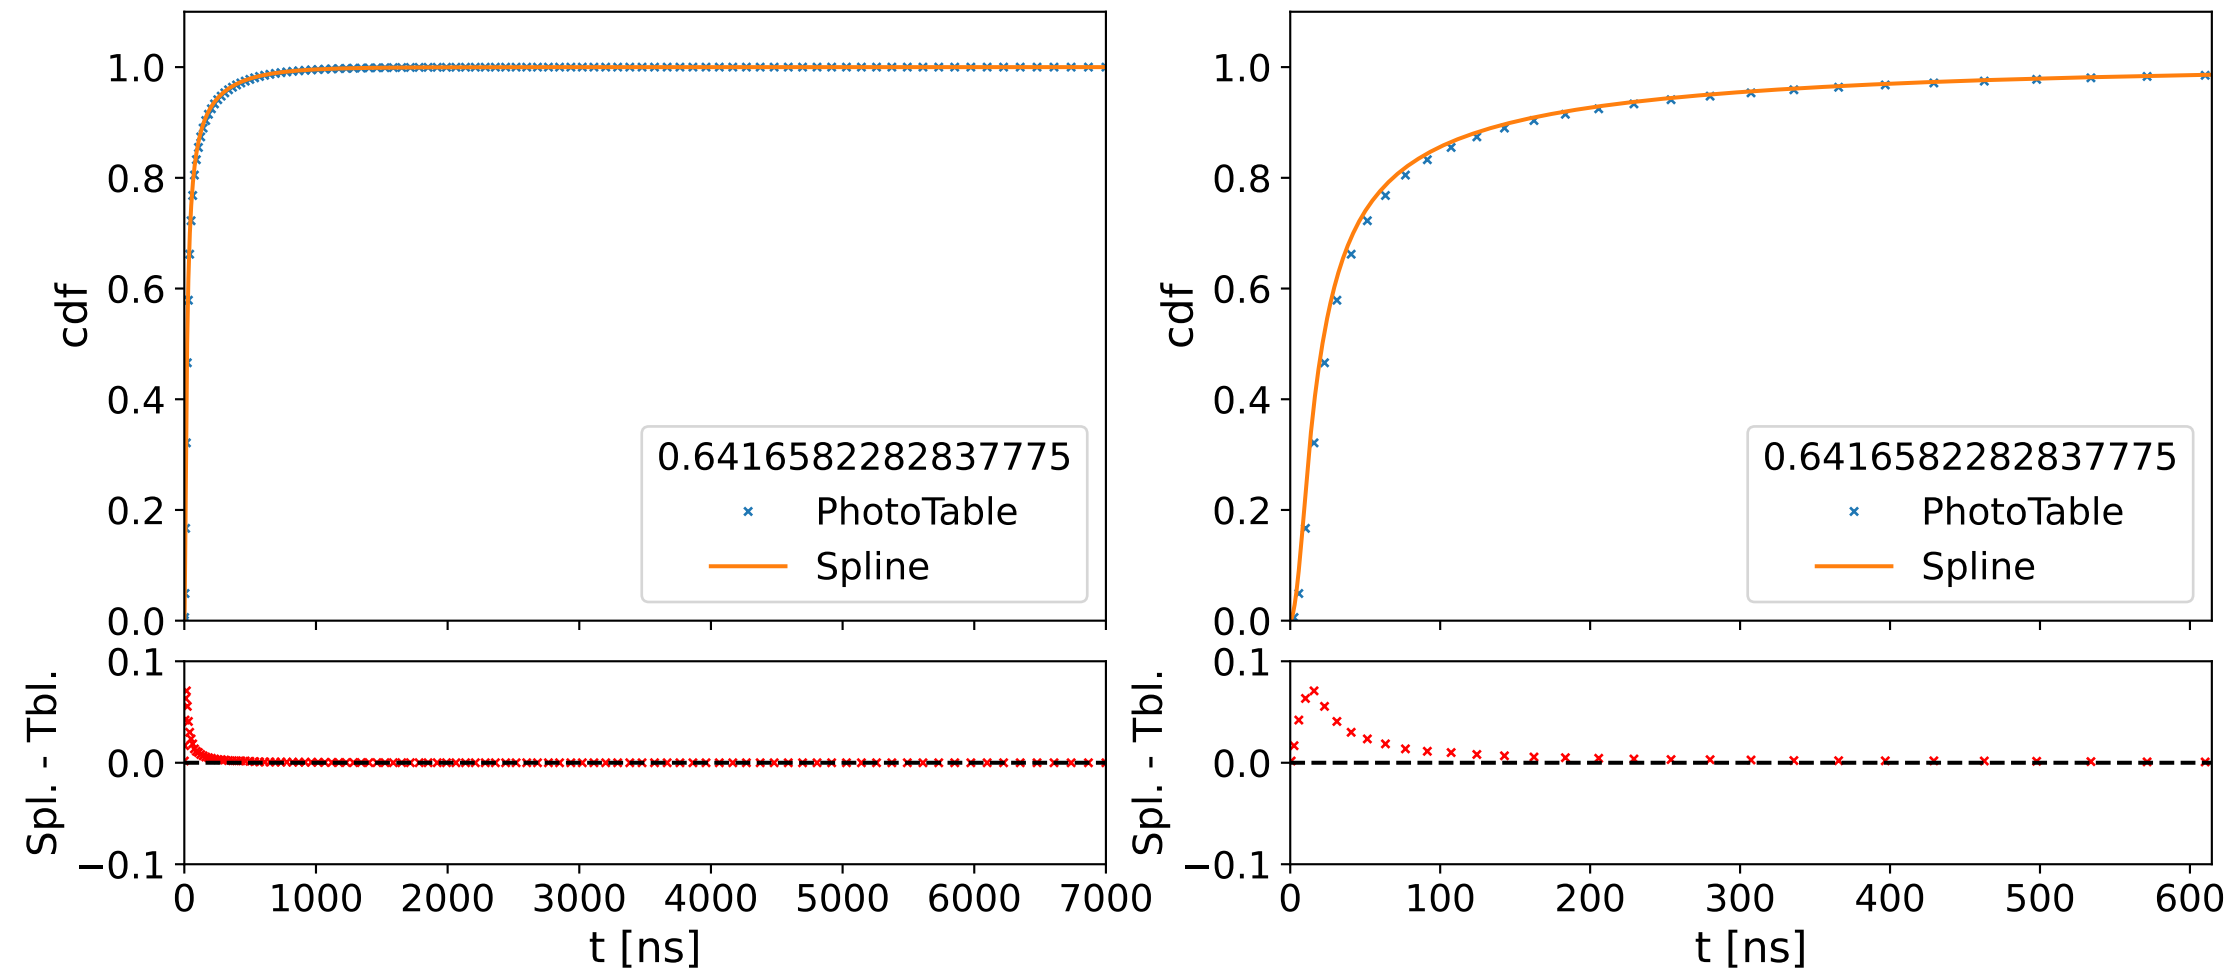 cdf
1.0
0.8
0.6
0.4
0.2
0.0
0.6416582282837775
PhotoTable
Spline
Spl. - Tbl.
0.1
0.0
−0.1
0 1000 2000 3000 4000 5000 6000 7000
t [ns]
cdf
1.0
0.8
0.6
0.4
0.2
0.0
0.6416582282837775
PhotoTable
Spline
Spl. - Tbl.
0.1
0.0
−0.1
0 100 200 300 400 500 600
t [ns]